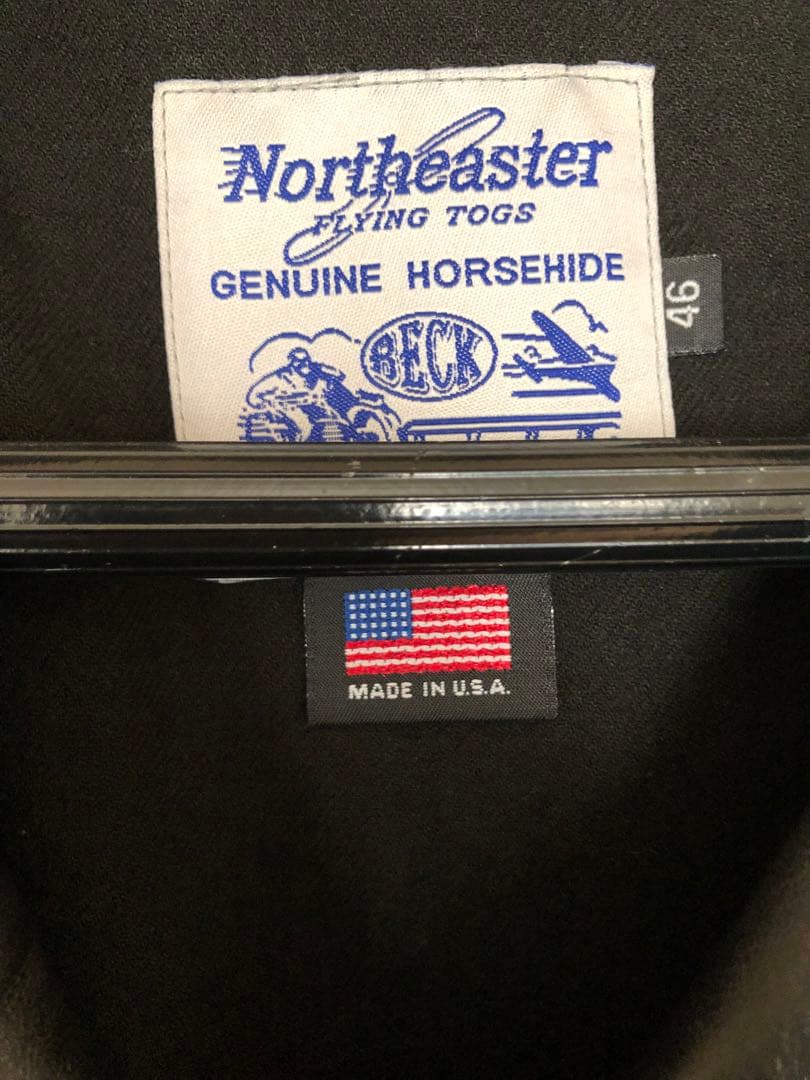 Northeaster
FLYING TOGS
GENUINE HORSEHIDE
BECK
46
MADE IN U.S.A.